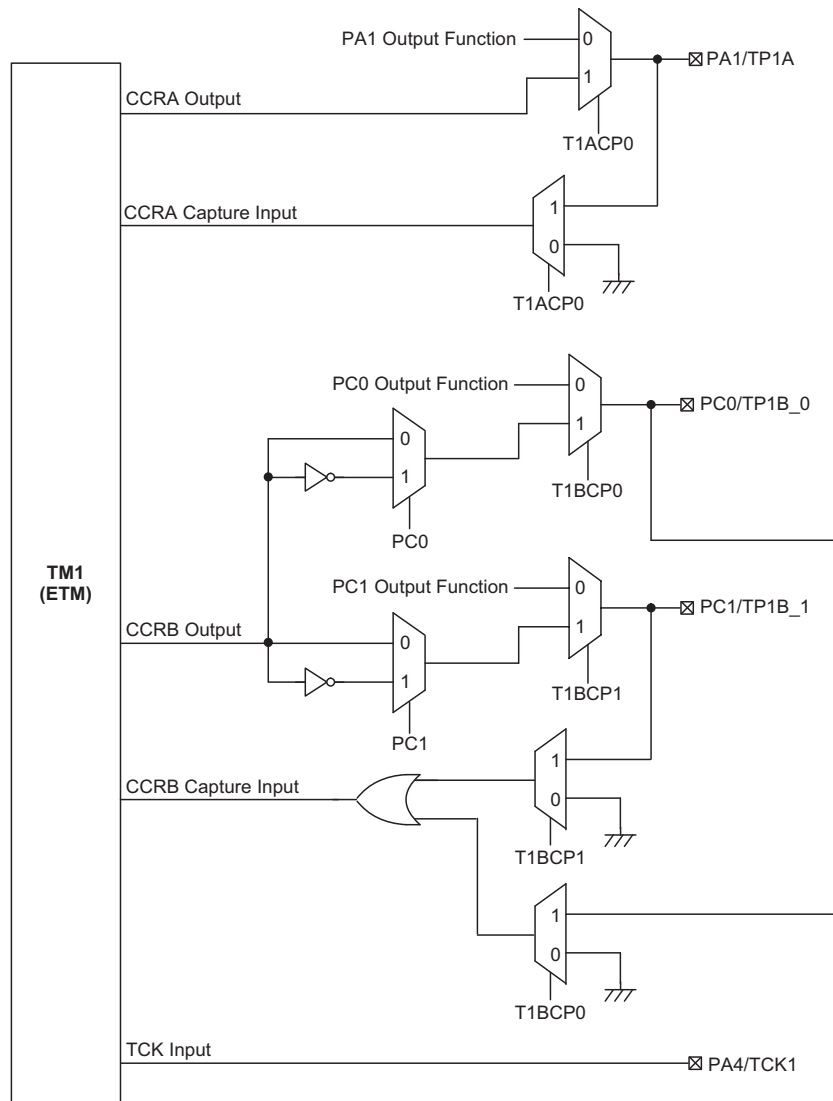 PA1 Output Function
0
1
PA1/TP1A
CCRA Output
T1ACP0
CCRA Capture Input
1
0
T1ACP0
PC0 Output Function
0
1
PC0/TP1B_0
0
1
T1BCP0
PC0
TM1
(ETM)
PC1 Output Function
0
1
PC1/TP1B_1
CCRB Output
0
1
T1BCP1
PC1
CCRB Capture Input
1
0
T1BCP1
1
0
T1BCP0
TCK Input
PA4/TCK1